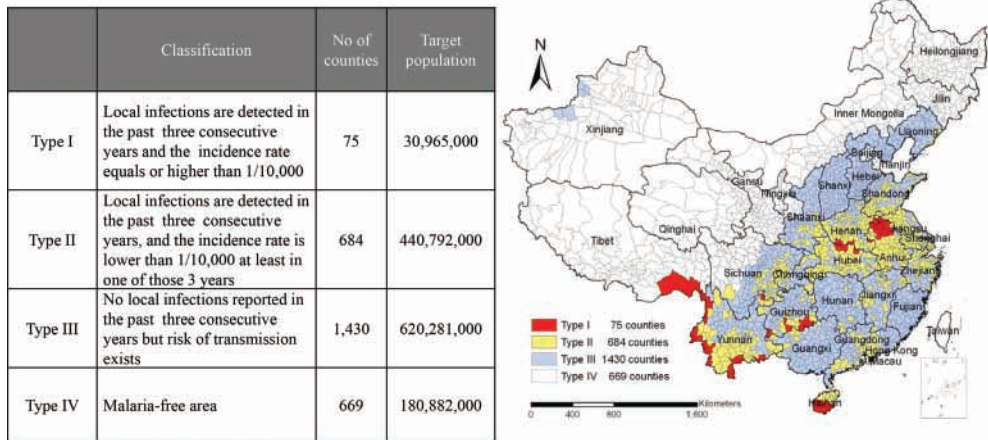 Classification
No of
counties
Target
population
Type I
Local infections are detected in
the past three consecutive
years and the incidence rate
equals or higher than 1/10,000
75
30,965,000
Type II
Local infections are detected in
the past three consecutive
years, and the incidence rate is
lower than 1/10,000 at least in
one of those 3 years
684
440,792,000
Type III
No local infections reported in
the past three consecutive
years but risk of transmission
exists
1,430
620,281,000
Type IV
Malaria-free area
669
180,882,000
N
Heilongjiang
Jilin
Inner Mongolia
Liaoning
Xinjiang
Beijing
Tianjin
Gansu
Hebei
Ningxia
Shanxi
Shandong
Qinghai
Shaanxi
Henan
Jiangsu
Tibet
Shanghai
Hubei
Anhui
Sichuan
Chongqing
Zhejiang
Hunan
Jiangxi
Guizhou
Fujian
Yunnan
Taiwan
Guangxi
Guangdong
Hong Kong
Macau
Hainan
Type I 75 counties
Type II 684 counties
Type III 1430 counties
Type IV 669 counties
Kilometers
0 400 800 1,600